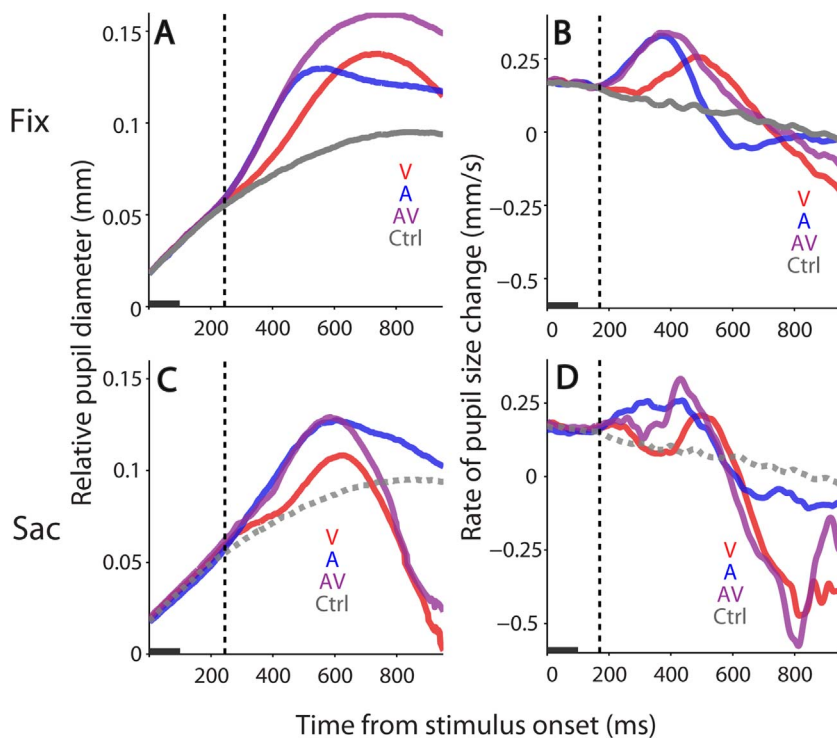 Fix
Sac
Relative pupil diameter (mm)
Rate of pupil size change (mm/s)
Time from stimulus onset (ms)
A
0.15
0.1
0.05
0
200
400
600
800
V
A
AV
Ctrl
B
0.25
0
−0.25
−0.5
0
200
400
600
800
V
A
AV
Ctrl
C
0.15
0.1
0.05
0
200
400
600
800
V
A
AV
Ctrl
D
0.25
0
−0.25
−0.5
0
200
400
600
800
V
A
AV
Ctrl